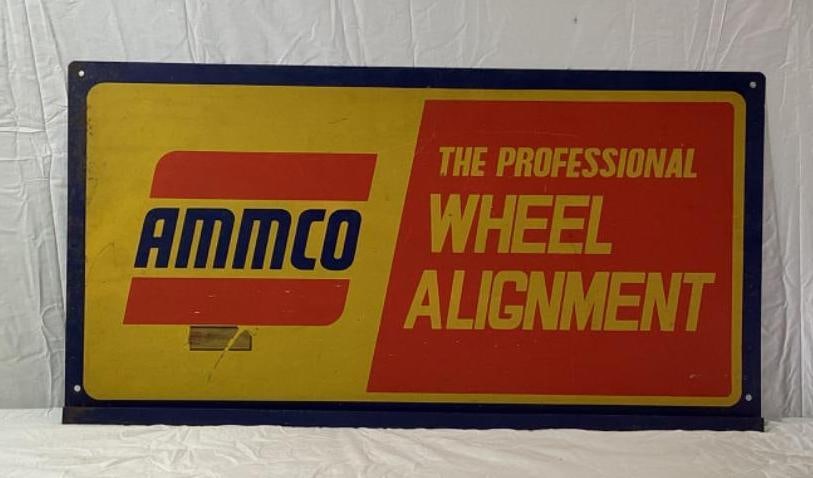 AMMCO
THE PROFESSIONAL
WHEEL
ALIGNMENT